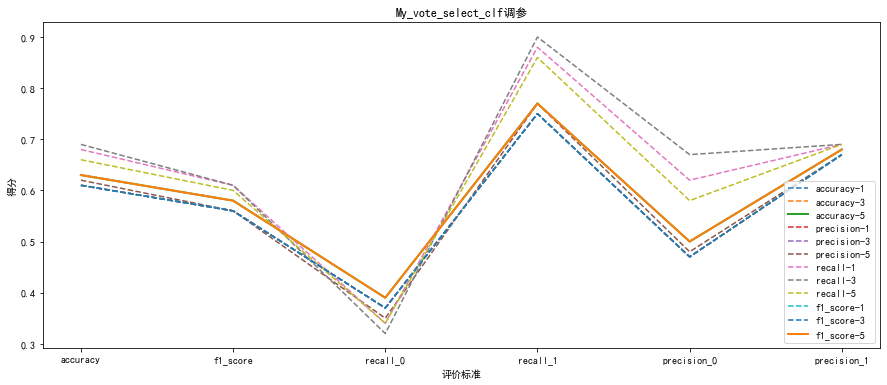 My_vote_select_clf调参
得分
0.9
0.8
0.7
0.6
0.5
0.4
0.3
accuracy
f1_score
recall_0
recall_1
precision_0
precision_1
评价标准
accuracy-1
accuracy-3
accuracy-5
precision-1
precision-3
precision-5
recall-1
recall-3
recall-5
f1_score-1
f1_score-3
f1_score-5